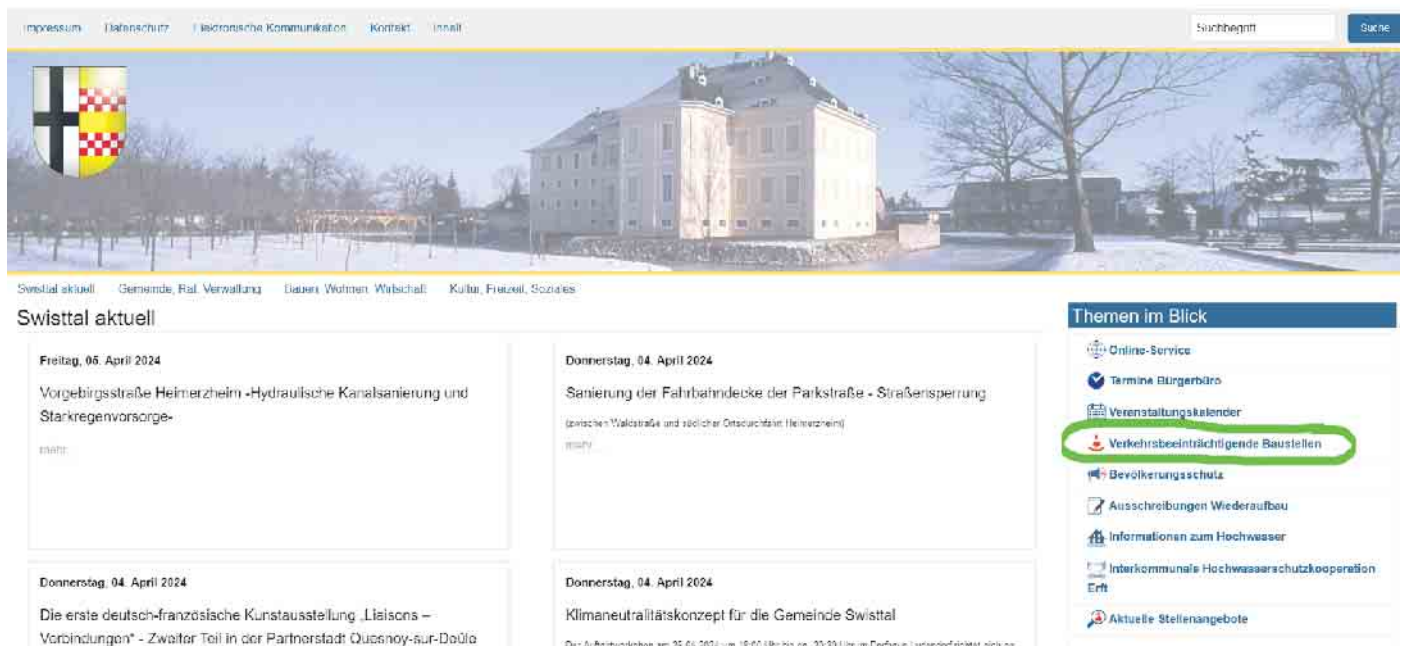 Impressum Datenschutz Elektronische Kommunikation Kontakt Inhalt
Suchbegriff Suche
Swisttal aktuell Gemeinde, Rat, Verwaltung Bauen, Wohnen, Wirtschaft Kultur, Freizeit, Soziales
Swisttal aktuell
Freitag, 05. April 2024
Vorgebirgsstraße Heimerzheim -Hydraulische Kanalsanierung und
Starkregenvorsorge-
mehr...
Donnerstag, 04. April 2024
Sanierung der Fahrbahndecke der Parkstraße - Straßensperrung
(zwischen Waldstraße und südlicher Ortsdurchfahrt Heimerzheim)
mehr...
Donnerstag, 04. April 2024
Die erste deutsch-französische Kunstausstellung „Liaisons –
Verbindungen" - Zweiter Teil in der Partnerstadt Quesnoy-sur-Deûle
Donnerstag, 04. April 2024
Klimaneutralitätskonzept für die Gemeinde Swisttal
Themen im Blick
Online-Service
Termine Bürgerbüro
Veranstaltungskalender
Verkehrsbeeinträchtigende Baustellen
Bevölkerungsschutz
Ausschreibungen Wiederaufbau
Informationen zum Hochwasser
Interkommunale Hochwasserschutzkooperation
Erft
Aktuelle Stellenangebote